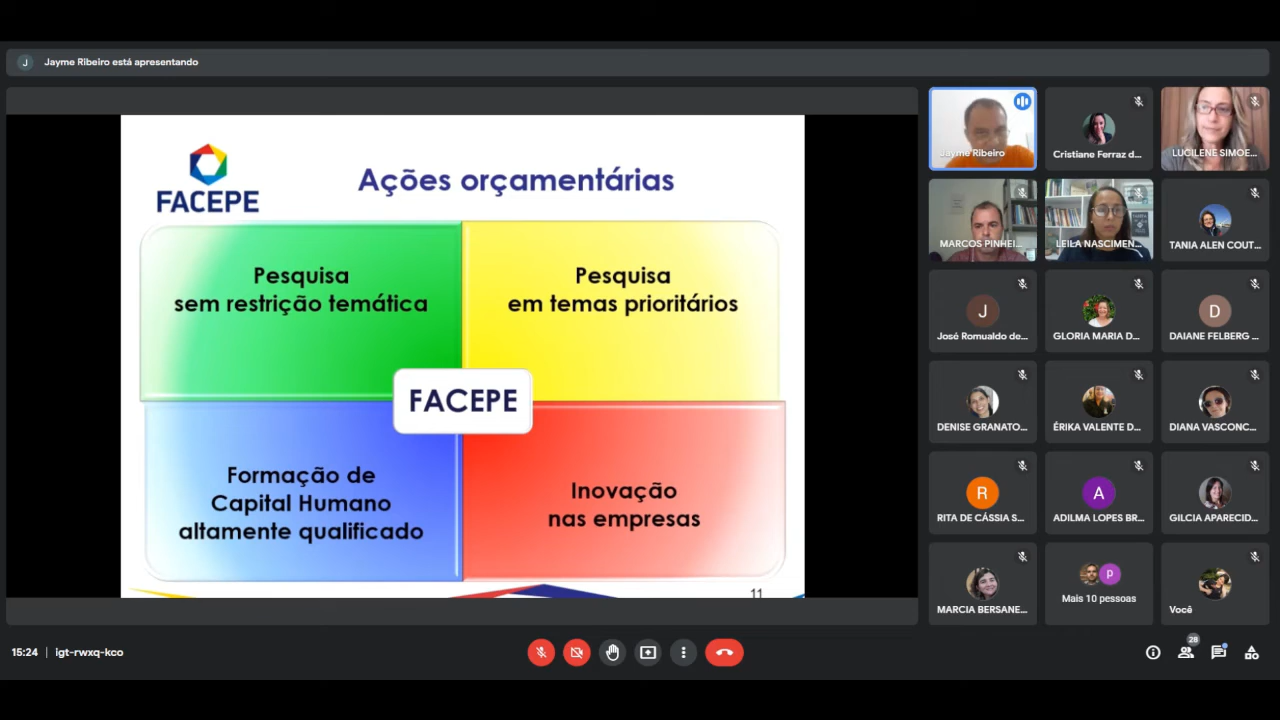 J Jayme Ribeiro está apresentando
FACEPE
Ações orçamentárias
Pesquisa
sem restrição temática
Pesquisa
em temas prioritários
FACEPE
Formação de
Capital Humano
altamente qualificado
Inovação
nas empresas
11
Jayme Ribeiro
Cristiane Ferraz d...
LUCILENE SIMOE...
MARCOS PINHEI...
LEILA NASCIMEN...
TANIA ALEN COUT...
J
José Romualdo de...
GLORIA MARIA D...
D
DAIANE FELBERG ...
DENISE GRANATO...
ÉRIKA VALENTE D...
DIANA VASCONC...
R
RITA DE CÁSSIA S...
A
ADILMA LOPES BR...
GILCIA APARECID...
MARCIA BERSANE...
P
Mais 10 pessoas
Você
15:24 | igt-rwxq-kco
28